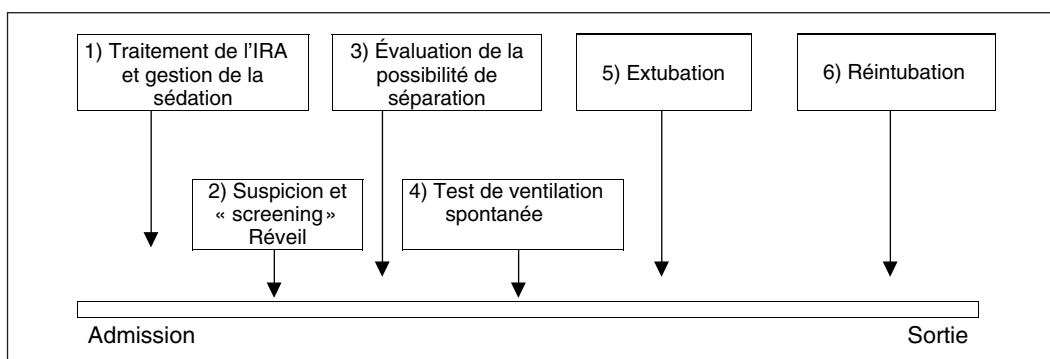 1) Traitement de l'IRA
et gestion de la
sédation
2) Suspicion et
« screening»
Réveil
3) Évaluation de la
possibilité de
séparation
4) Test de ventilation
spontanée
5) Extubation
6) Réintubation
Admission
Sortie